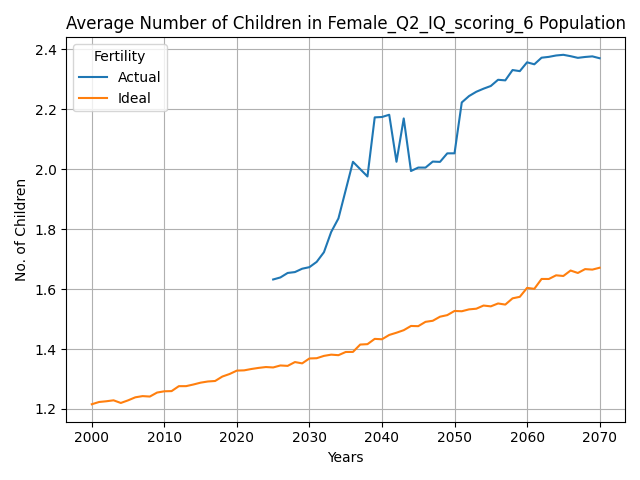 Average Number of Children in Female_Q2_IQ_scoring_6 Population
Fertility
Actual
Ideal
No. of Children
2.4
2.2
2.0
1.8
1.6
1.4
1.2
2000 2010 2020 2030 2040 2050 2060 2070
Years